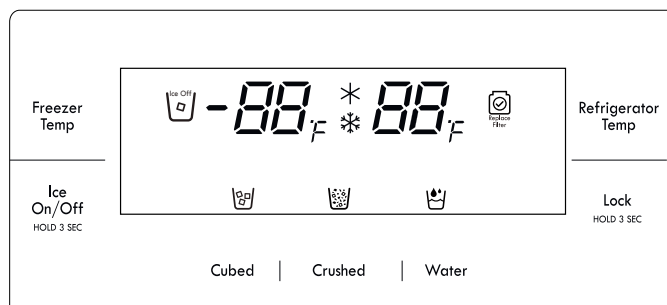 Freezer
Temp
Ice Off
-88°F
88°F
Replace
Filter
Refrigerator
Temp
Ice
On/Off
HOLD 3 SEC
Lock
HOLD 3 SEC
Cubed | Crushed | Water